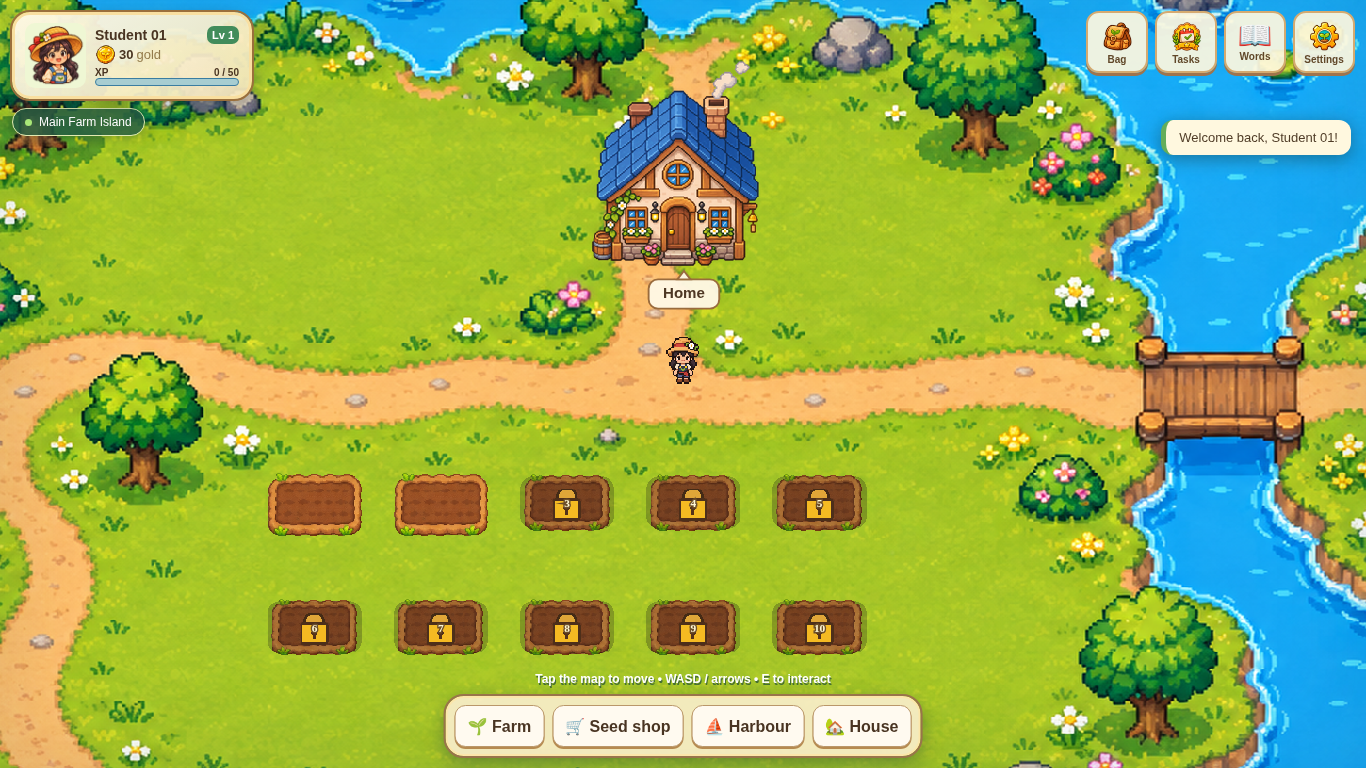 Student 01
Lv 1
30 gold
XP
0 / 50
Main Farm Island
Bag
Tasks
Words
Settings
Welcome back, Student 01!
Home
3
4
5
6
7
8
9
10
Tap the map to move • WASD / arrows • E to interact
Farm
Seed shop
Harbour
House